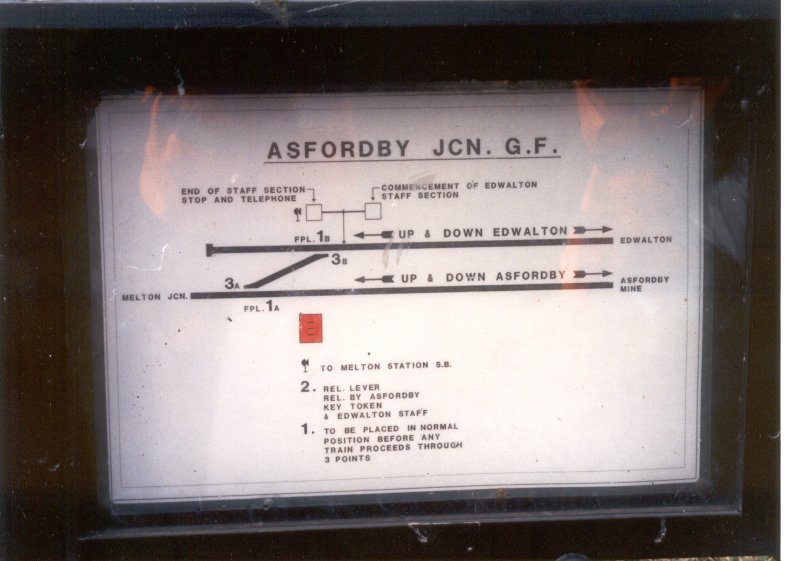 ASFORDBY JCN. G.F.
END OF STAFF SECTION
STOP AND TELEPHONE
COMMENCEMENT OF EDWALTON
STAFF SECTION
FPL. 1B
UP & DOWN EDWALTON
EDWALTON
3B
3A
UP & DOWN ASFORDBY
ASFORDBY
MINE
MELTON JCN.
FPL. 1A
TO MELTON STATION S.B.
2. REL. LEVER
REL. BY ASFORDBY
KEY TOKEN
& EDWALTON STAFF
1. TO BE PLACED IN NORMAL
POSITION BEFORE ANY
TRAIN PROCEEDS THROUGH
3 POINTS